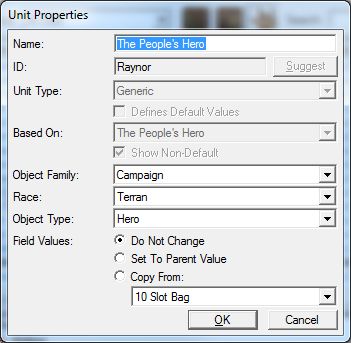 Unit Properties
Name: The People's Hero
ID: Raynor Suggest
Unit Type: Generic
Defines Default Values
Based On: The People's Hero
Show Non-Default
Object Family: Campaign
Race: Terran
Object Type: Hero
Field Values: Do Not Change
Set To Parent Value
Copy From:
10 Slot Bag
OK Cancel